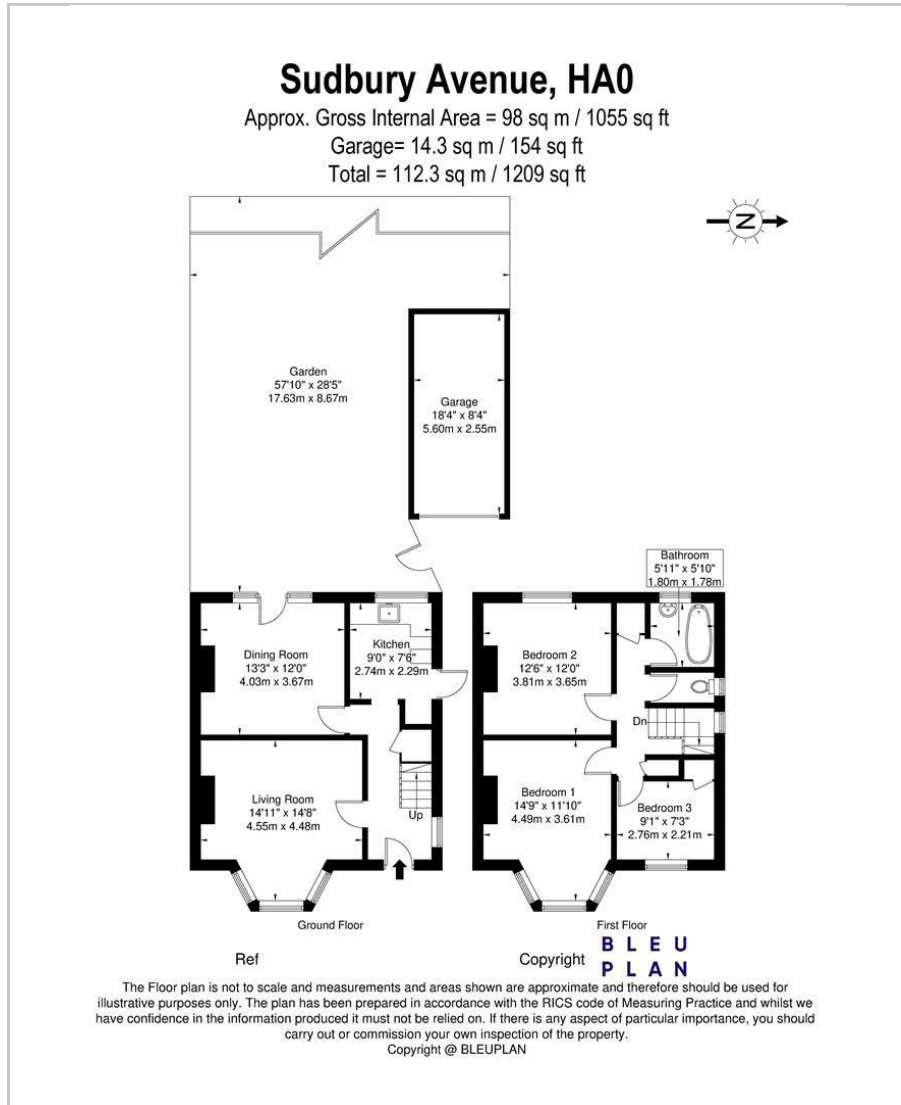 Sudbury Avenue, HA0
Approx. Gross Internal Area = 98 sq m / 1055 sq ft
Garage= 14.3 sq m / 154 sq ft
Total = 112.3 sq m / 1209 sq ft
N
Garden
57'10" x 28'5"
17.63m x 8.67m
Garage
18'4" x 8'4"
5.60m x 2.55m
Dining Room
13'3" x 12'0"
4.03m x 3.67m
Kitchen
9'0" x 7'6"
2.74m x 2.29m
Living Room
14'11" x 14'8"
4.55m x 4.48m
Up
Ground Floor
Bathroom
5'11" x 5'10"
1.80m x 1.78m
Bedroom 2
12'6" x 12'0"
3.81m x 3.65m
Dn
Bedroom 1
14'9" x 11'10"
4.49m x 3.61m
Bedroom 3
9'1" x 7'3"
2.76m x 2.21m
First Floor
Ref
Copyright
BLEU
PLAN
The Floor plan is not to scale and measurements and areas shown are approximate and therefore should be used for
illustrative purposes only. The plan has been prepared in accordance with the RICS code of Measuring Practice and whilst we
have confidence in the information produced it must not be relied on. If there is any aspect of particular importance, you should
carry out or commission your own inspection of the property.
Copyright @ BLEUPLAN